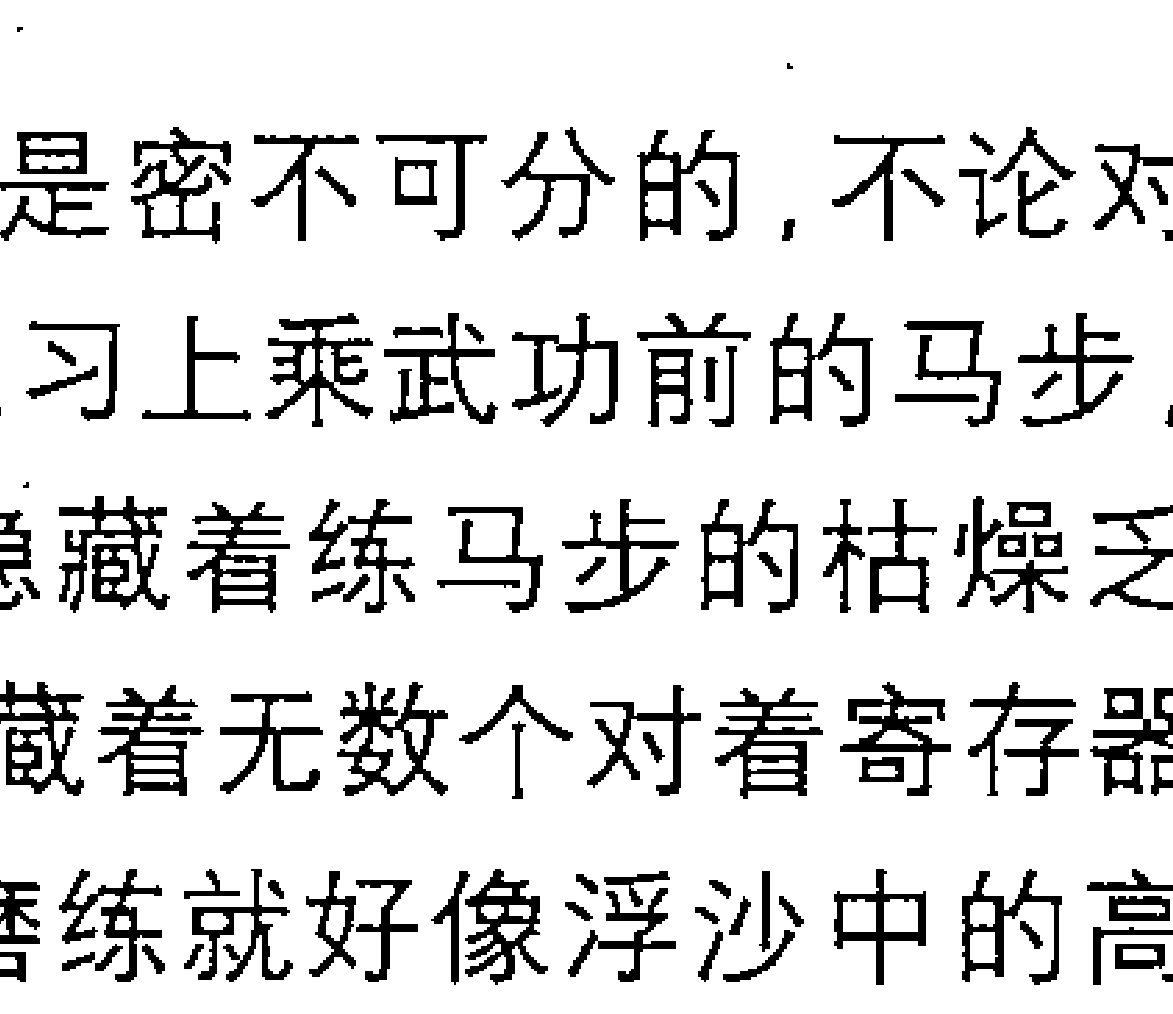 是密不可分的，不论对
习上乘武功前的马步，
隐藏着练马步的枯燥乏
藏着无数个对着寄存器
磨练就好像浮沙中的高